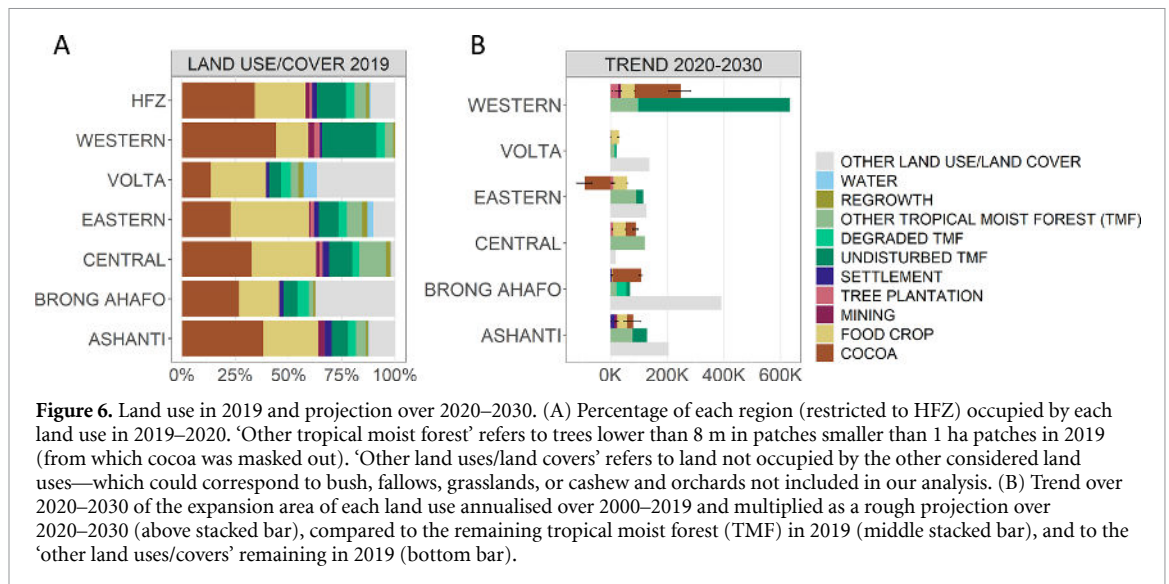 A
B
LAND USE/COVER 2019
TREND 2020-2030
HFZ
WESTERN
VOLTA
EASTERN
CENTRAL
BRONG AHAFO
ASHANTI
0% 25% 50% 75% 100%
WESTERN
VOLTA
EASTERN
CENTRAL
BRONG AHAFO
ASHANTI
0K 200K 400K 600K
OTHER LAND USE/LAND COVER
WATER
REGROWTH
OTHER TROPICAL MOIST FOREST (TMF)
DEGRADED TMF
UNDISTURBED TMF
SETTLEMENT
TREE PLANTATION
MINING
FOOD CROP
COCOA
Figure 6. Land use in 2019 and projection over 2020–2030. (A) Percentage of each region (restricted to HFZ) occupied by each
land use in 2019–2020. ‘Other tropical moist forest’ refers to trees lower than 8 m in patches smaller than 1 ha patches in 2019
(from which cocoa was masked out). ‘Other land uses/land covers’ refers to land not occupied by the other considered land
uses—which could correspond to bush, fallows, grasslands, or cashew and orchards not included in our analysis. (B) Trend over
2020–2030 of the expansion area of each land use annualised over 2000–2019 and multiplied as a rough projection over
2020–2030 (above stacked bar), compared to the remaining tropical moist forest (TMF) in 2019 (middle stacked bar), and to the
‘other land uses/covers’ remaining in 2019 (bottom bar).